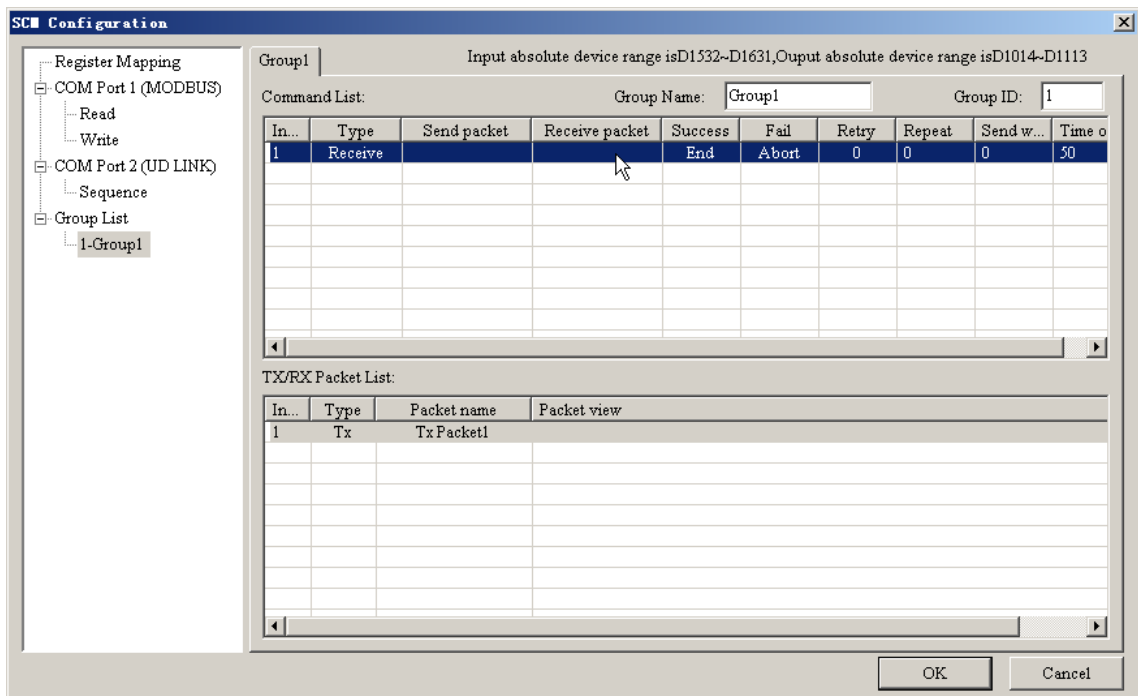 SCM Configuration
Register Mapping
COM Port 1 (MODBUS)
Read
Write
COM Port 2 (UD LINK)
Sequence
Group List
1-Group1
Group1
Input absolute device range isD1532~D1631,Ouput absolute device range isD1014~D1113
Command List: Group Name: Group1 Group ID: 1
In... Type Send packet Receive packet Success Fail Retry Repeat Send w... Time o
1 Receive End Abort 0 0 0 50
TX/RX Packet List:
In... Type Packet name Packet view
1 Tx Tx Packet1
OK Cancel